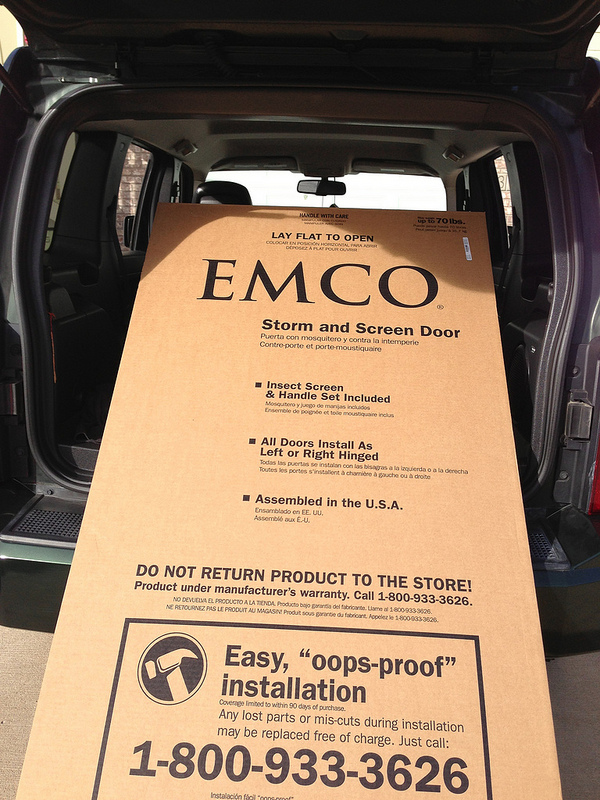 HANDLE WITH CARE
up to 70 lbs.
LAY FLAT TO OPEN
COLOCAR EN POSICIÓN HORIZONTAL PARA ABRIR
DÉPOSEZ À PLAT POUR OUVRIR
EMCO®
Storm and Screen Door
Puerta con mosquitero y contra la intemperie
Contre-porte et porte-moustiquaire
■ Insect Screen
& Handle Set Included
Mosquitero y juego de manijas incluidos
Ensemble de poignée et toile moustiquaire inclus
■ All Doors Install As
Left or Right Hinged
Todas las puertas se instalan con las bisagras a la izquierda o a la derecha
Toutes les portes s'installent à charnière à gauche ou à droite
■ Assembled in the U.S.A.
Ensamblado en EE. UU.
Assemblé aux É.-U.
DO NOT RETURN PRODUCT TO THE STORE!
Product under manufacturer's warranty. Call 1-800-933-3626.
NO DEVUELVA EL PRODUCTO A LA TIENDA. Producto bajo garantía del fabricante. Llame al 1-800-933-3626.
NE RETOURNEZ PAS LE PRODUIT AU MAGASIN! Produit sous garantie du fabricant. Appelez le 1-800-933-3626.
Easy, "oops-proof"
installation
Coverage limited to within 90 days of purchase.
Any lost parts or mis-cuts during installation
may be replaced free of charge. Just call:
1-800-933-3626
Instalación fácil "oops-proof"